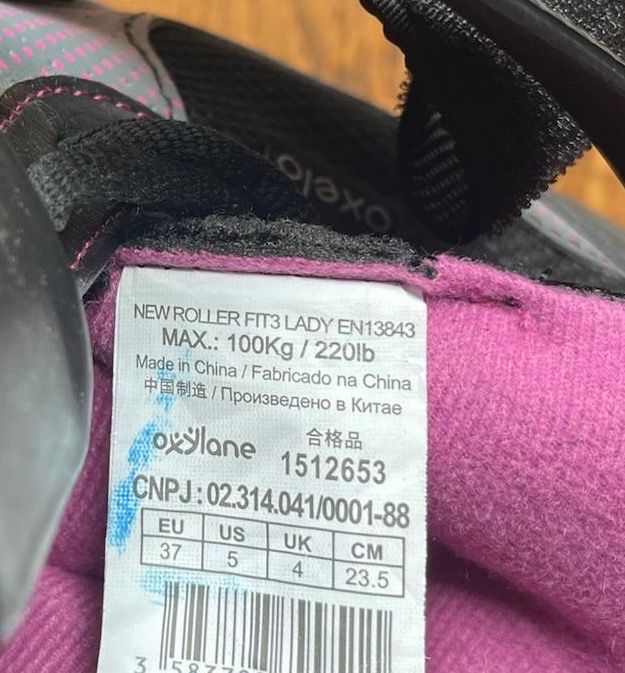 oxelo
NEW ROLLER FIT3 LADY EN13843
MAX.: 100Kg / 220lb
Made in China / Fabricado na China
中国制造 / Произведено в Китае
oxylane 合格品
1512653
CNPJ : 02.314.041/0001-88
EU US UK CM
37 5 4 23.5